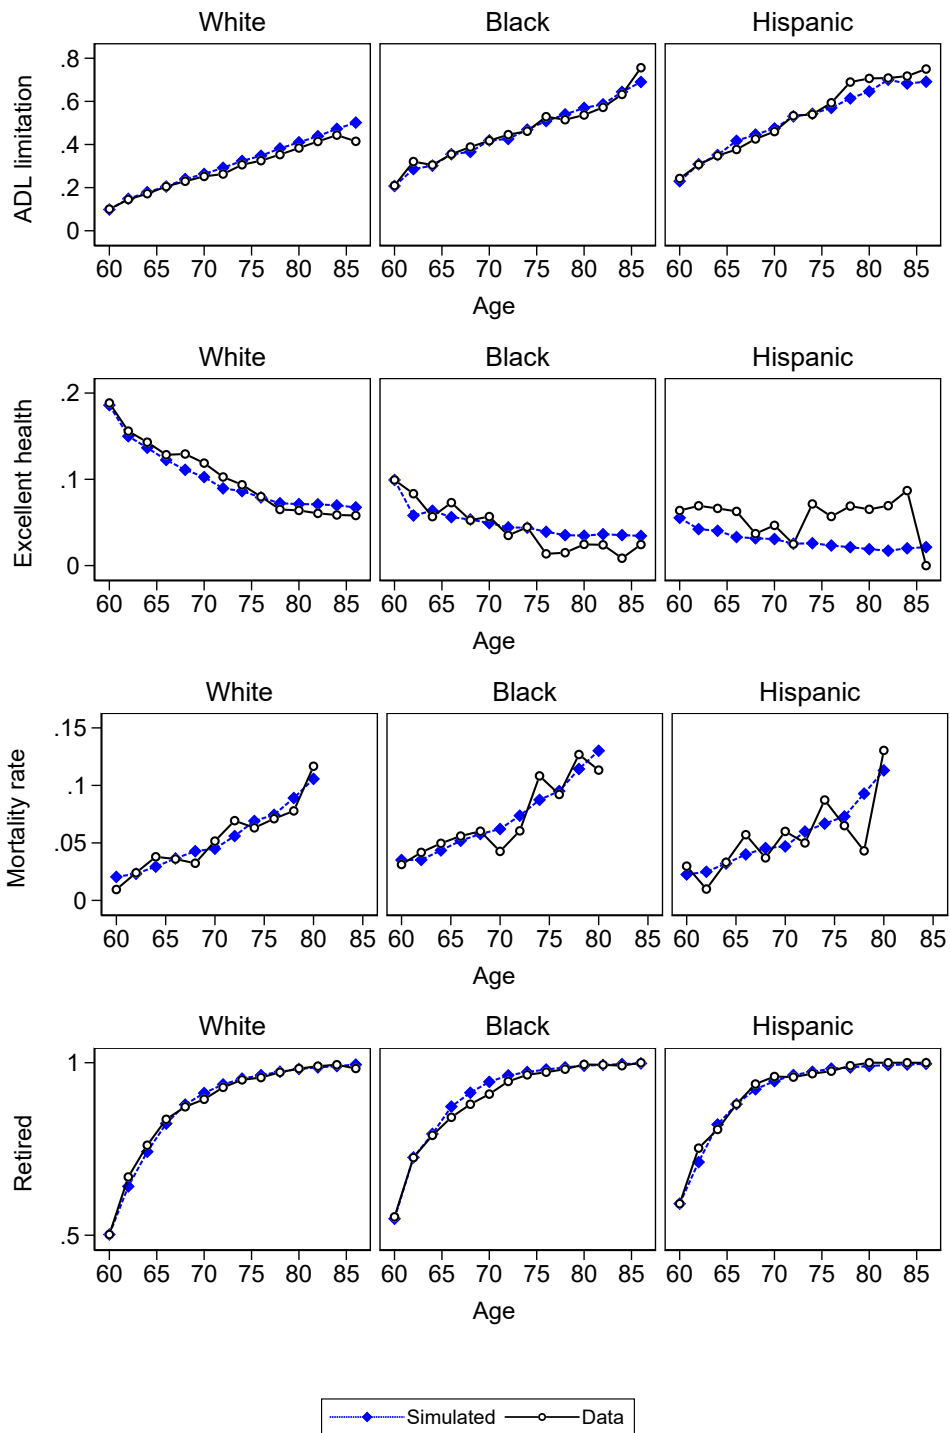 White Black Hispanic
.8
.6
.4
.2
0
ADL limitation
60 65 70 75 80 85 60 65 70 75 80 85 60 65 70 75 80 85
Age
White Black Hispanic
.2
.1
0
Excellent health
60 65 70 75 80 85 60 65 70 75 80 85 60 65 70 75 80 85
Age
White Black Hispanic
.15
.1
.05
0
Mortality rate
60 65 70 75 80 85 60 65 70 75 80 85 60 65 70 75 80 85
Age
White Black Hispanic
1
.5
Retired
60 65 70 75 80 85 60 65 70 75 80 85 60 65 70 75 80 85
Age
Simulated Data